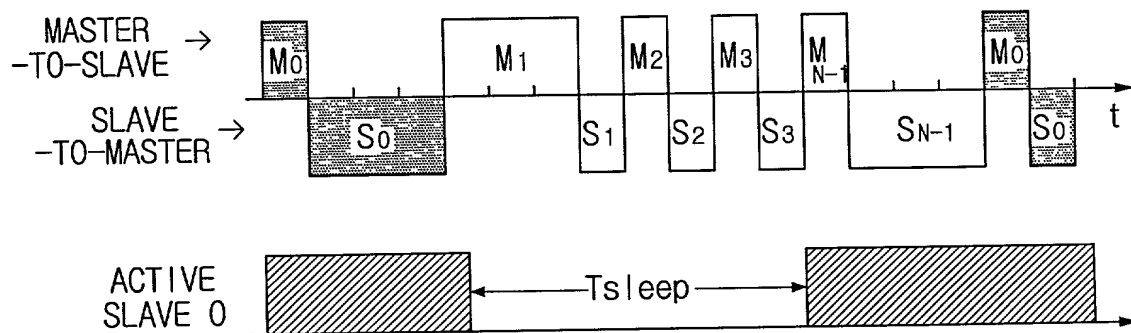 MASTER
-TO-SLAVE →
M0 M1 M2 M3 M N-1 M0
t
SLAVE
-TO-MASTER →
S0 S1 S2 S3 SN-1 S0
ACTIVE
SLAVE 0
Tsleep